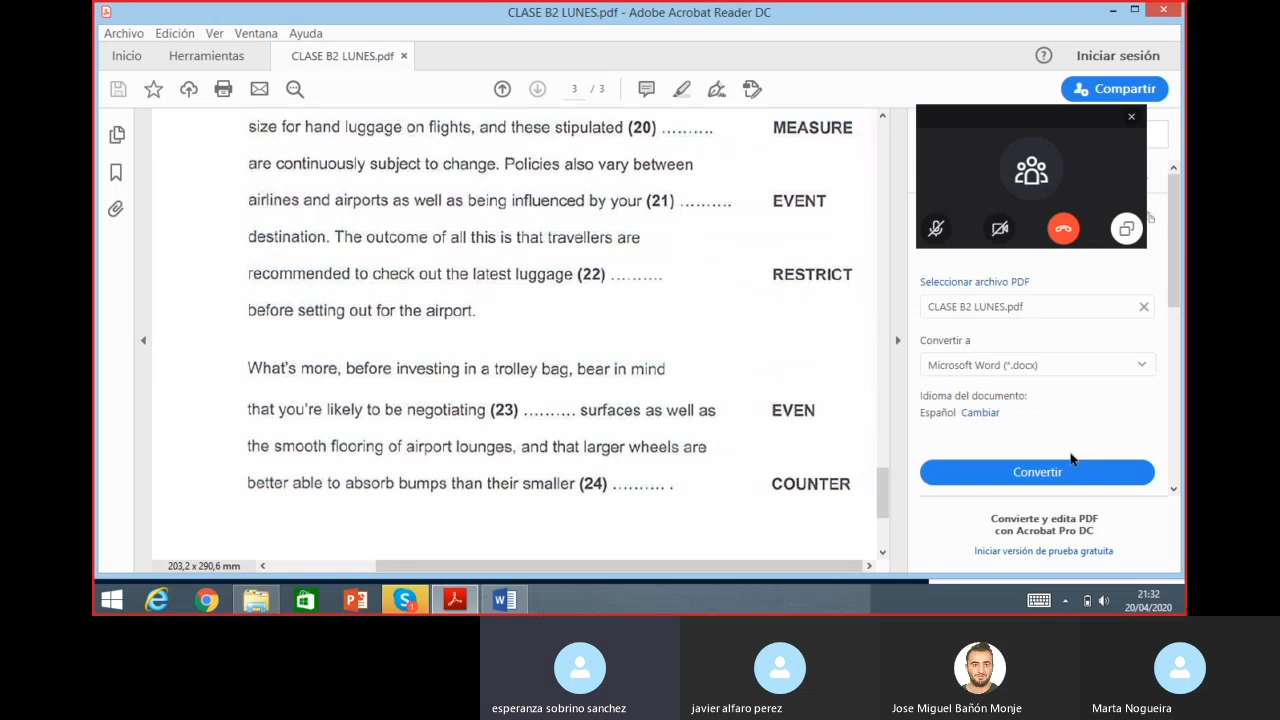 CLASE B2 LUNES.pdf - Adobe Acrobat Reader DC
Archivo Edición Ver Ventana Ayuda
Inicio Herramientas CLASE B2 LUNES.pdf × Iniciar sesión
3 / 3 Compartir
size for hand luggage on flights, and these stipulated (20) .......... MEASURE
are continuously subject to change. Policies also vary between
airlines and airports as well as being influenced by your (21) .......... EVENT
destination. The outcome of all this is that travellers are
recommended to check out the latest luggage (22) .......... RESTRICT
before setting out for the airport.
What's more, before investing in a trolley bag, bear in mind
that you're likely to be negotiating (23) .......... surfaces as well as EVEN
the smooth flooring of airport lounges, and that larger wheels are
better able to absorb bumps than their smaller (24) .......... . COUNTER
203,2 x 290,6 mm
Seleccionar archivo PDF
CLASE B2 LUNES.pdf
Convertir a
Microsoft Word (*.docx)
Idioma del documento:
Español Cambiar
Convertir
Convierte y edita PDF
con Acrobat Pro DC
Iniciar versión de prueba gratuita
21:32
20/04/2020
esperanza sobrino sanchez javier alfaro perez Jose Miguel Bañón Monje Marta Nogueira